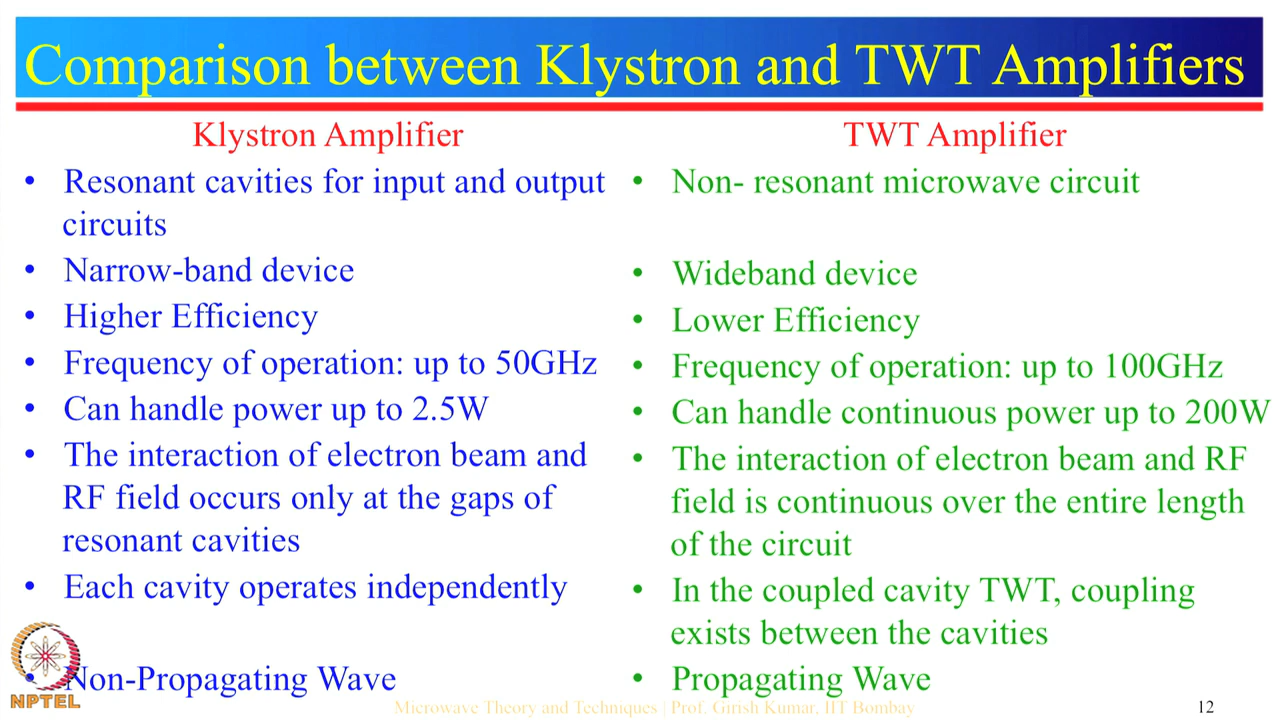 Comparison between Klystron and TWT Amplifiers
Klystron Amplifier
• Resonant cavities for input and output
circuits
• Narrow-band device
• Higher Efficiency
• Frequency of operation: up to 50GHz
• Can handle power up to 2.5W
• The interaction of electron beam and
RF field occurs only at the gaps of
resonant cavities
• Each cavity operates independently
• Non-Propagating Wave
TWT Amplifier
• Non- resonant microwave circuit
• Wideband device
• Lower Efficiency
• Frequency of operation: up to 100GHz
• Can handle continuous power up to 200W
• The interaction of electron beam and RF
field is continuous over the entire length
of the circuit
• In the coupled cavity TWT, coupling
exists between the cavities
• Propagating Wave
NPTEL
Microwave Theory and Techniques | Prof. Girish Kumar, IIT Bombay
12